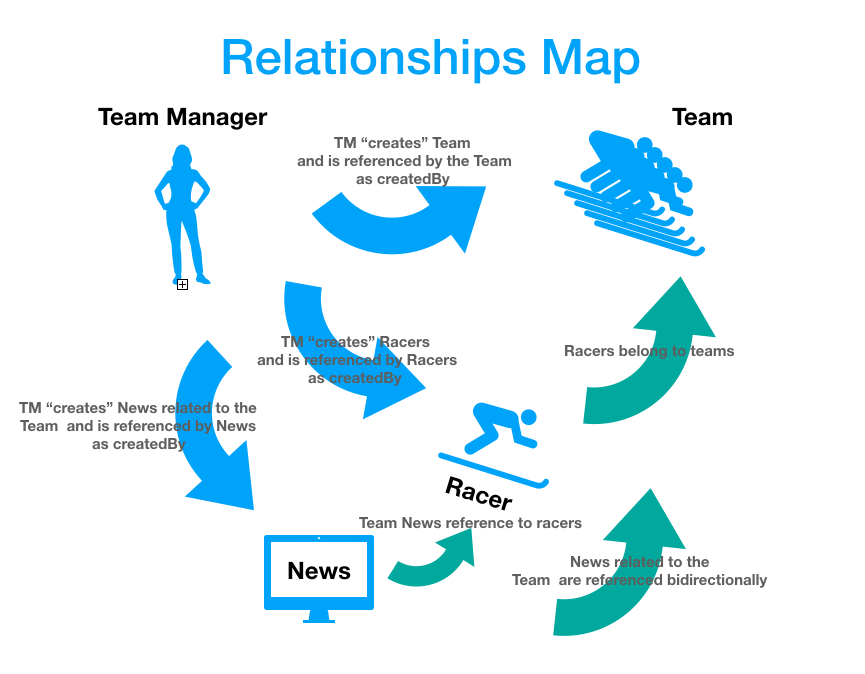 Relationships Map
Team Manager
Team
TM “creates” Team
and is referenced by the Team
as createdBy
TM “creates” Racers
and is referenced by Racers
as createdBy
Racers belong to teams
TM “creates” News related to the
Team  and is referenced by News
as createdBy
Racer
Team News reference to racers
News
News related to the
Team  are referenced bidirectionally